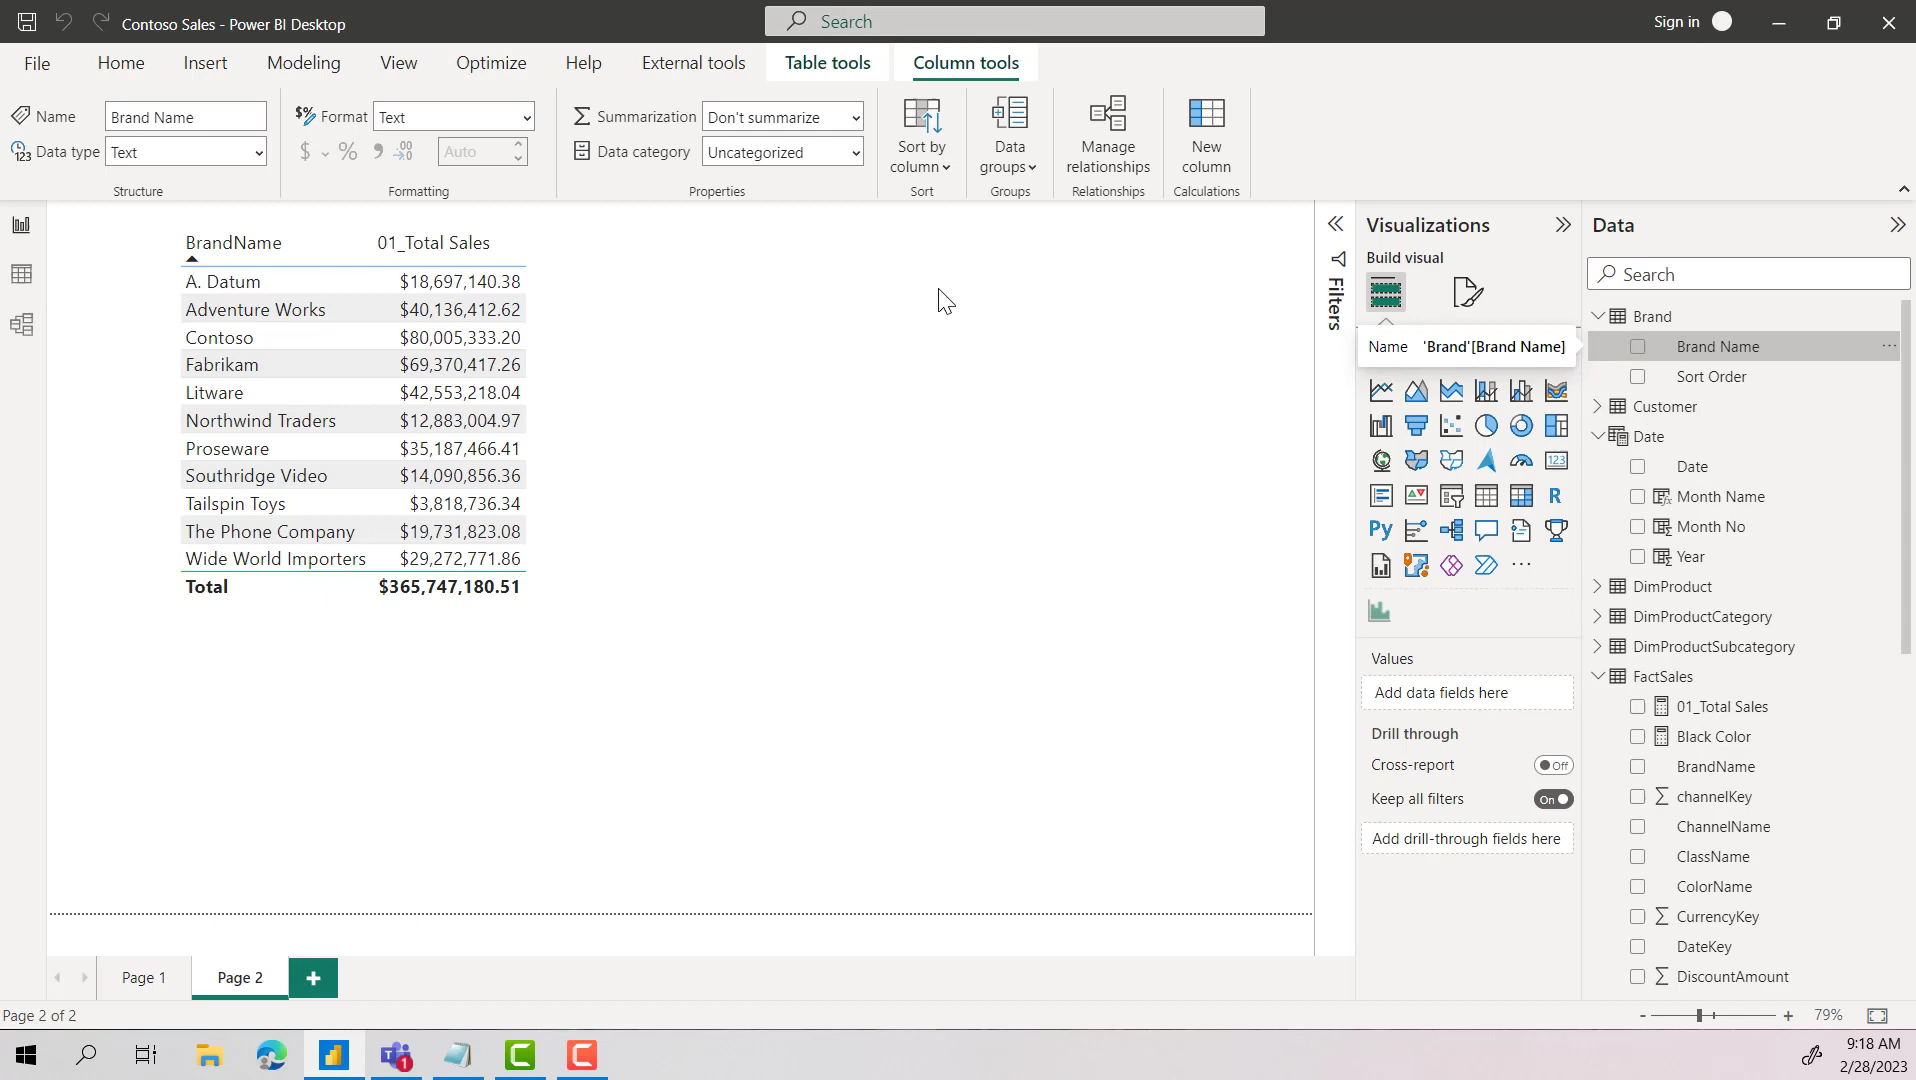 Contoso Sales - Power BI Desktop
Search
Sign in
File
Home
Insert
Modeling
View
Optimize
Help
External tools
Table tools
Column tools
Name
Brand Name
Data type
Text
Structure
Format
Text
$
%
Auto
Formatting
Summarization
Don't summarize
Data category
Uncategorized
Properties
Sort by
column
Sort
Data
groups
Groups
Manage
relationships
Relationships
New
column
Calculations
BrandName 01_Total Sales
A. Datum $18,697,140.38
Adventure Works $40,136,412.62
Contoso $80,005,333.20
Fabrikam $69,370,417.26
Litware $42,553,218.04
Northwind Traders $12,883,004.97
Proseware $35,187,466.41
Southridge Video $14,090,856.36
Tailspin Toys $3,818,736.34
The Phone Company $19,731,823.08
Wide World Importers $29,272,771.86
Total $365,747,180.51
Filters
Visualizations
Build visual
Name 'Brand'[Brand Name]
123
R
Py
Values
Add data fields here
Drill through
Cross-report
Off
Keep all filters
On
Add drill-through fields here
Data
Search
Brand
Brand Name
Sort Order
Customer
Date
Date
Month Name
Month No
Year
DimProduct
DimProductCategory
DimProductSubcategory
FactSales
01_Total Sales
Black Color
BrandName
channelKey
ChannelName
ClassName
ColorName
CurrencyKey
DateKey
DiscountAmount
Page 1
Page 2
Page 2 of 2
79%
1
9:18 AM
2/28/2023